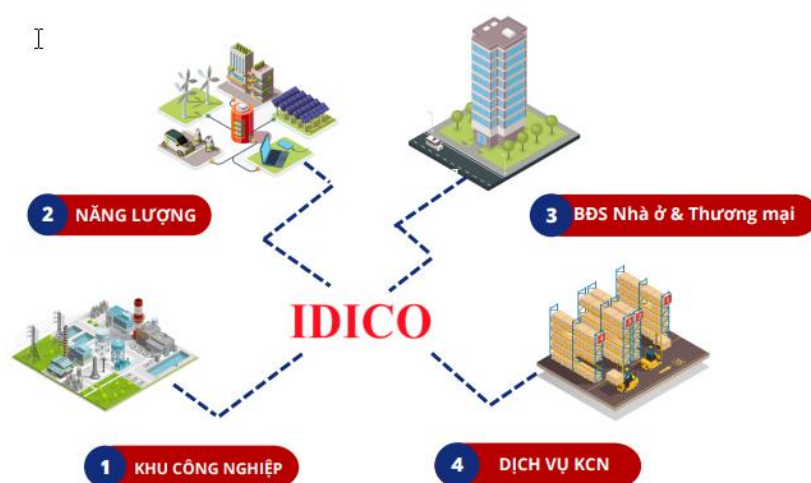 2 NĂNG LƯỢNG
3 BĐS Nhà ở & Thương mại
IDICO
1 KHU CÔNG NGHIỆP
4 DỊCH VỤ KCN